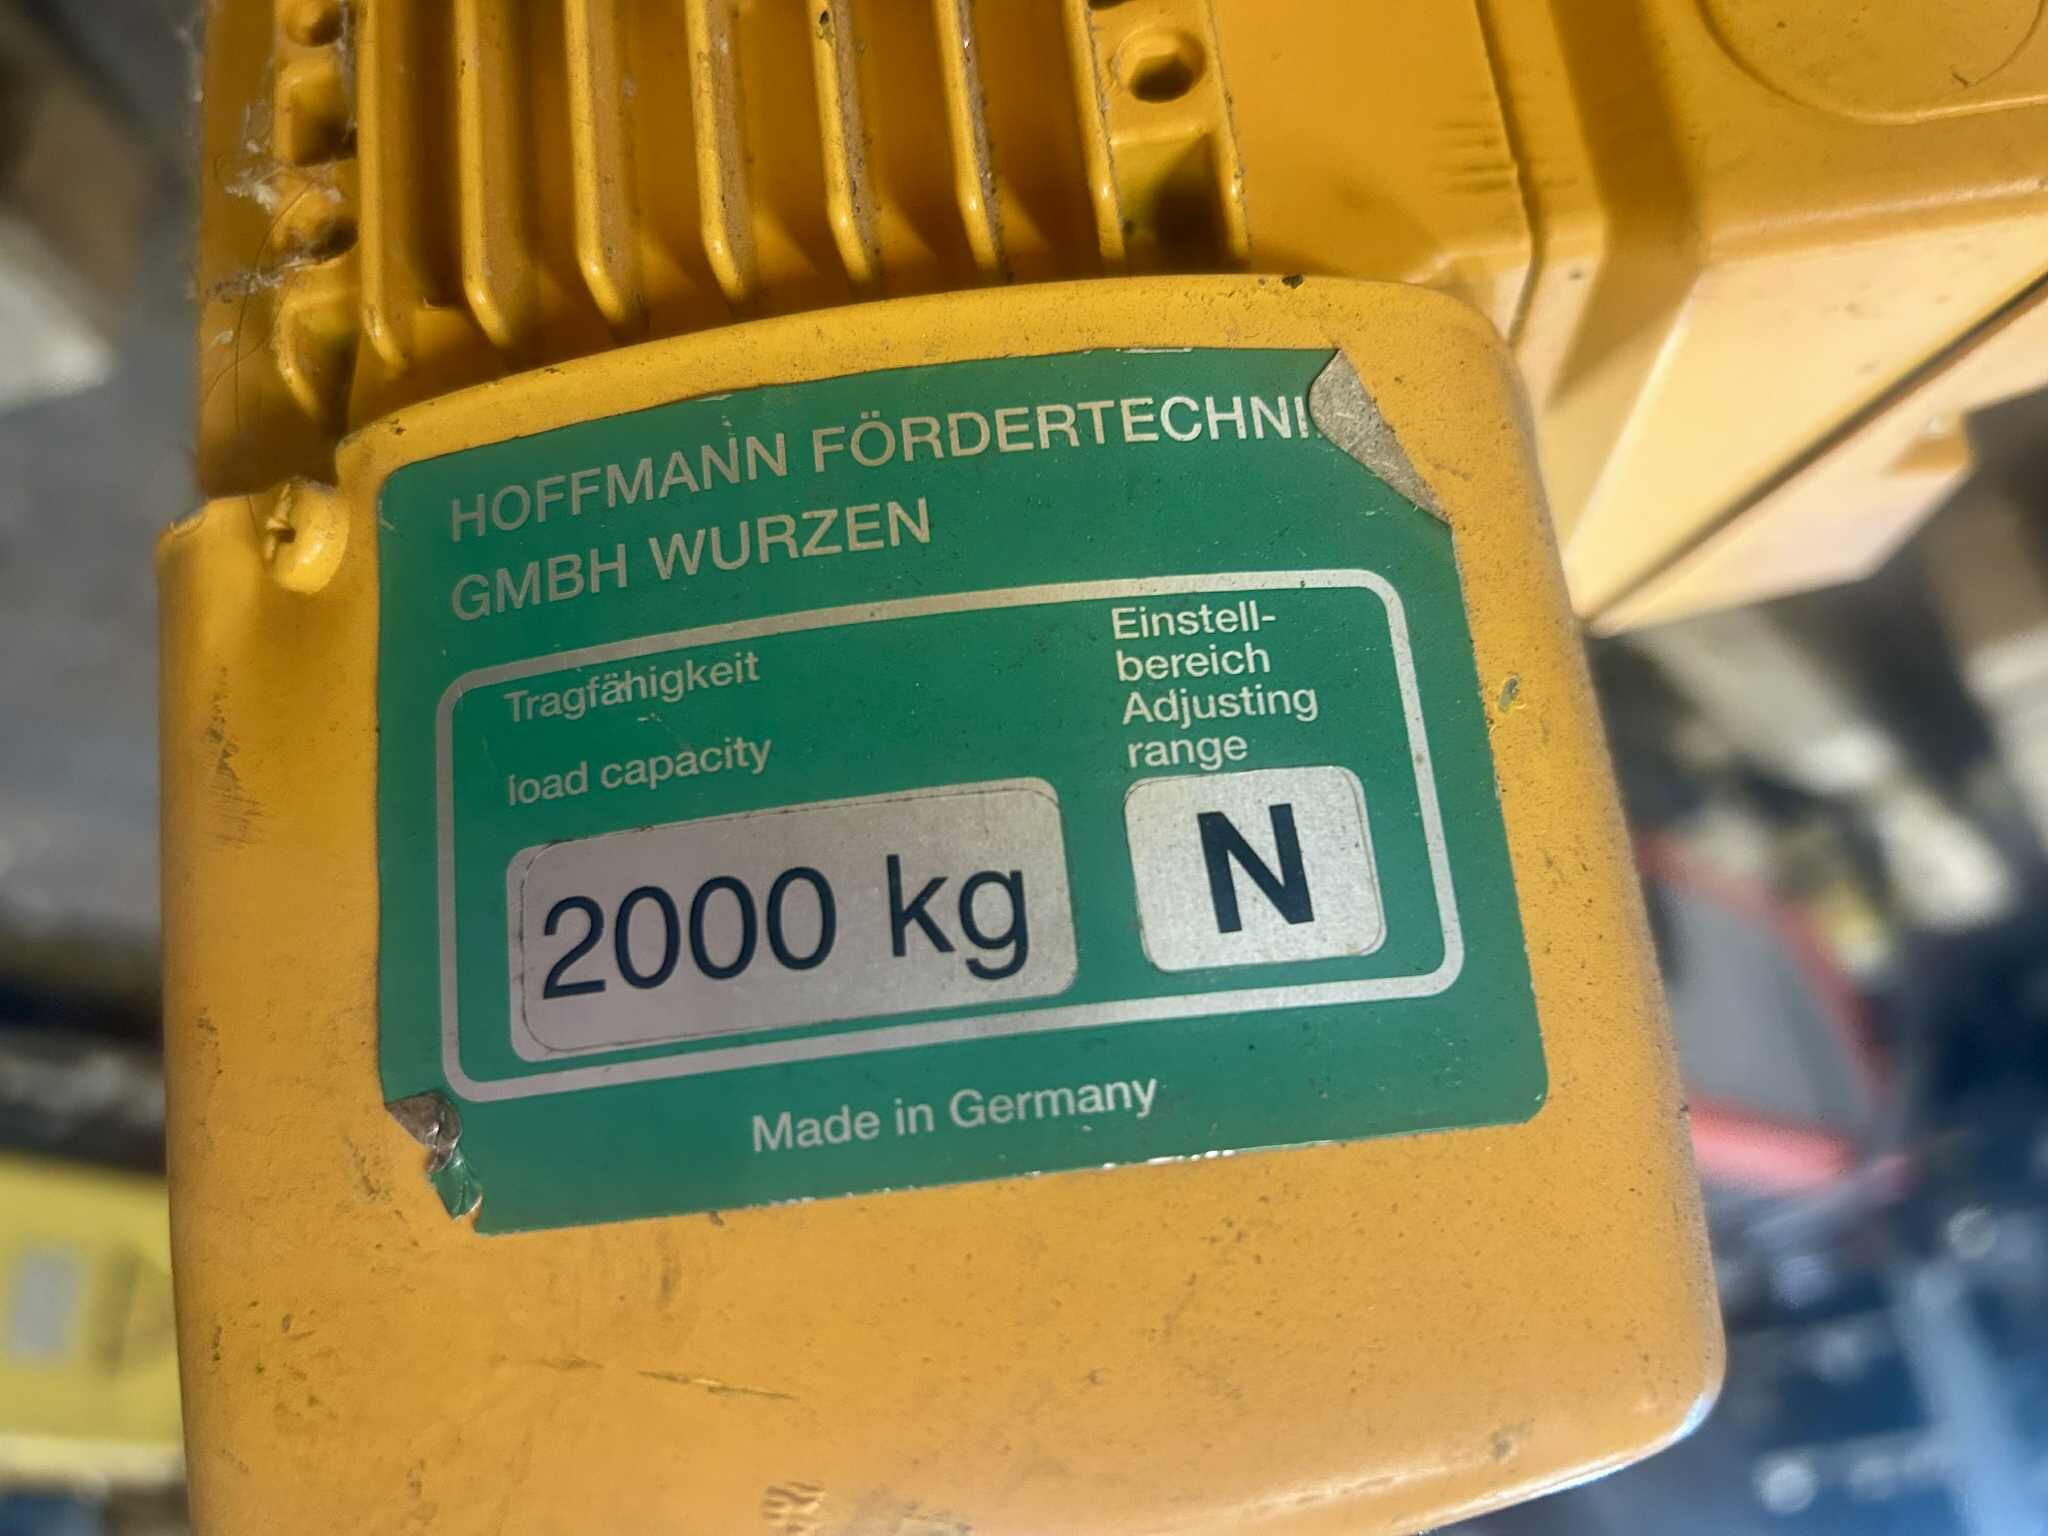 HOFFMANN FÖRDERTECHNI
GMBH WURZEN
Tragfähigkeit
load capacity
2000 kg
Einstell-
bereich
Adjusting
range
N
Made in Germany